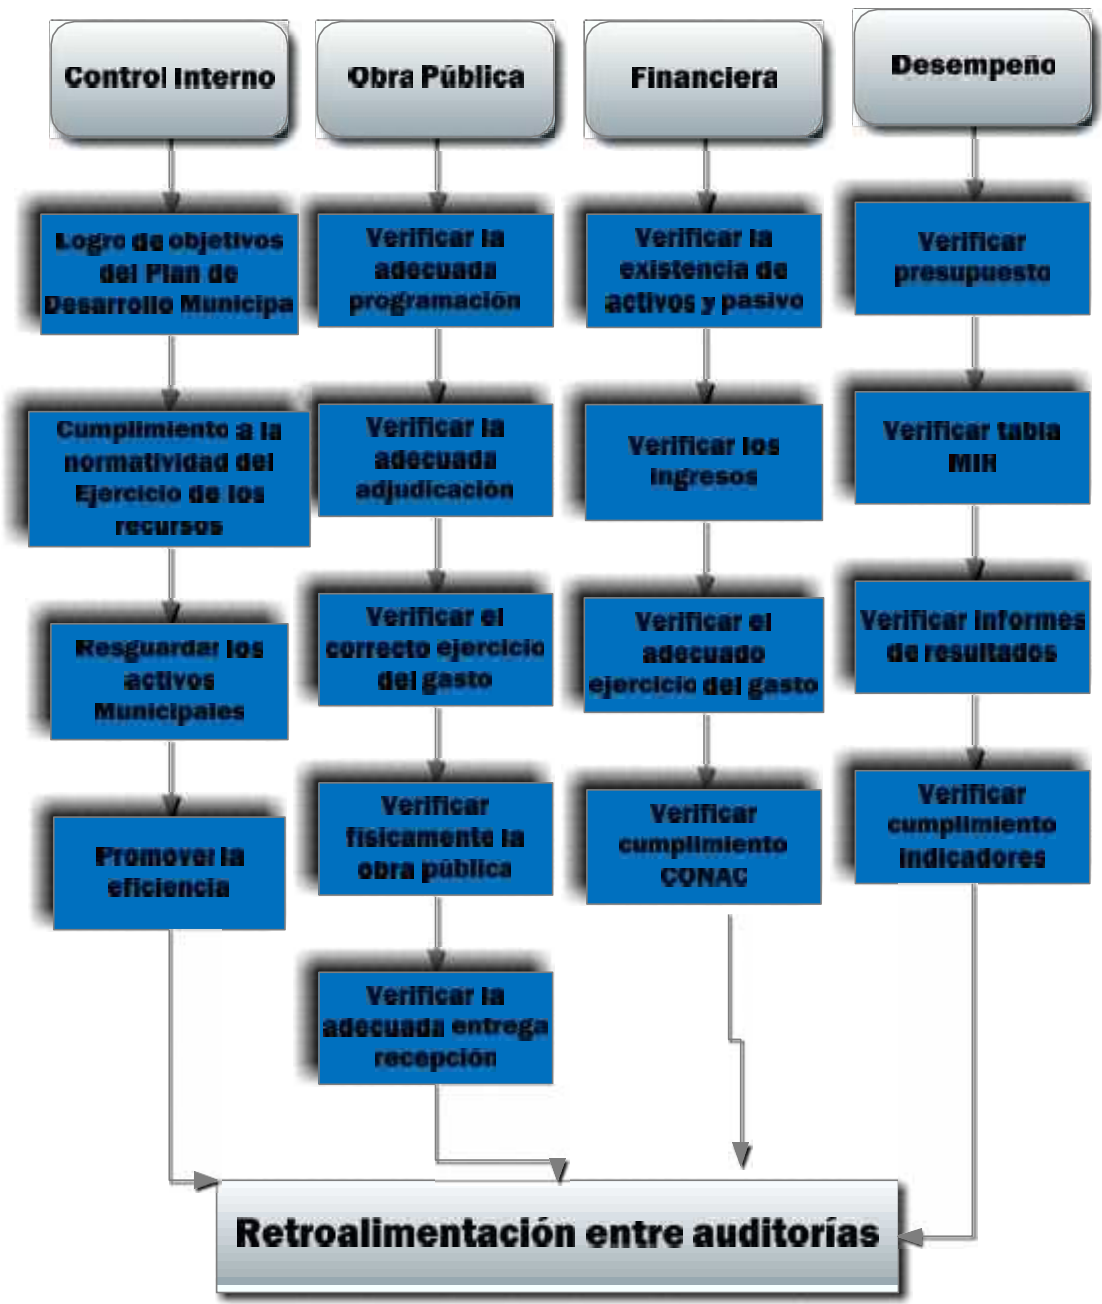 Control Interno
Logro de objetivos
del Plan de
Desarrollo Municipa
Cumplimiento a la
normatividad del
Ejercicio de los
recursos
Resguardar los
activos
Municipales
Promover la
eficiencia
Obra Pública
Verificar la
adecuada
programación
Verificar la
adecuada
adjudicación
Verificar el
correcto ejercicio
del gasto
Verificar
físicamente la
obra pública
Verificar la
adecuada entrega
recepción
Financiera
Verificar la
existencia de
activos y pasivo
Verificar los
ingresos
Verificar el
adecuado
ejercicio del gasto
Verificar
cumplimiento
CONAC
Desempeño
Verificar
presupuesto
Verificar tabla
MIR
Verificar informes
de resultados
Verificar
cumplimiento
indicadores
Retroalimentación entre auditorías